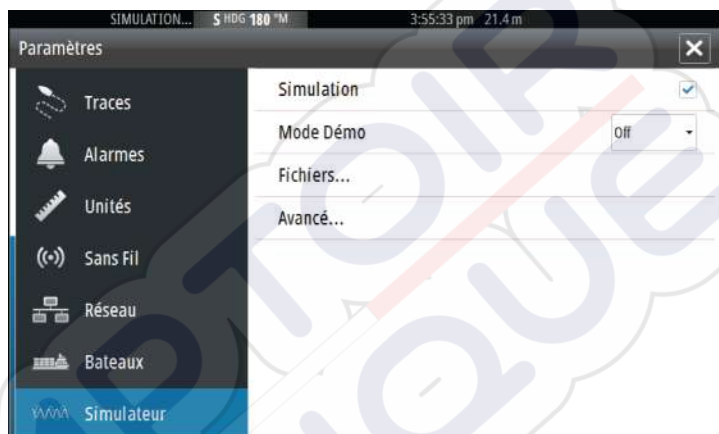 SIMULATION... S HDG 180 °M 3:55:33 pm 21.4 m
Paramètres
Traces
Alarmes
Unités
Sans Fil
Réseau
Bateaux
Simulateur
Simulation
Mode Démo Off
Fichiers...
Avancé...